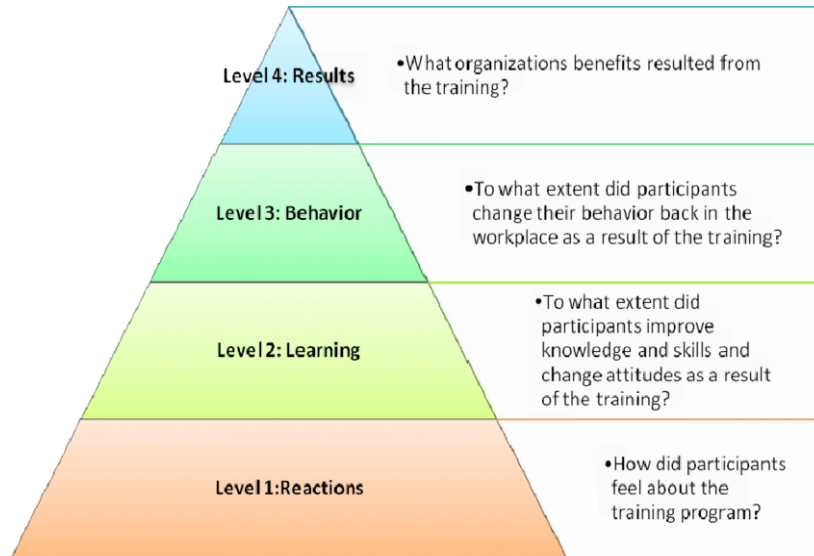 Level 4: Results
•What organizations benefits resulted from
the training?
Level 3: Behavior
•To what extent did participants
change their behavior back in the
workplace as a result of the training?
Level 2: Learning
•To what extent did
participants improve
knowledge and skills and
change attitudes as a result
of the training?
Level 1:Reactions
•How did participants
feel about the
training program?